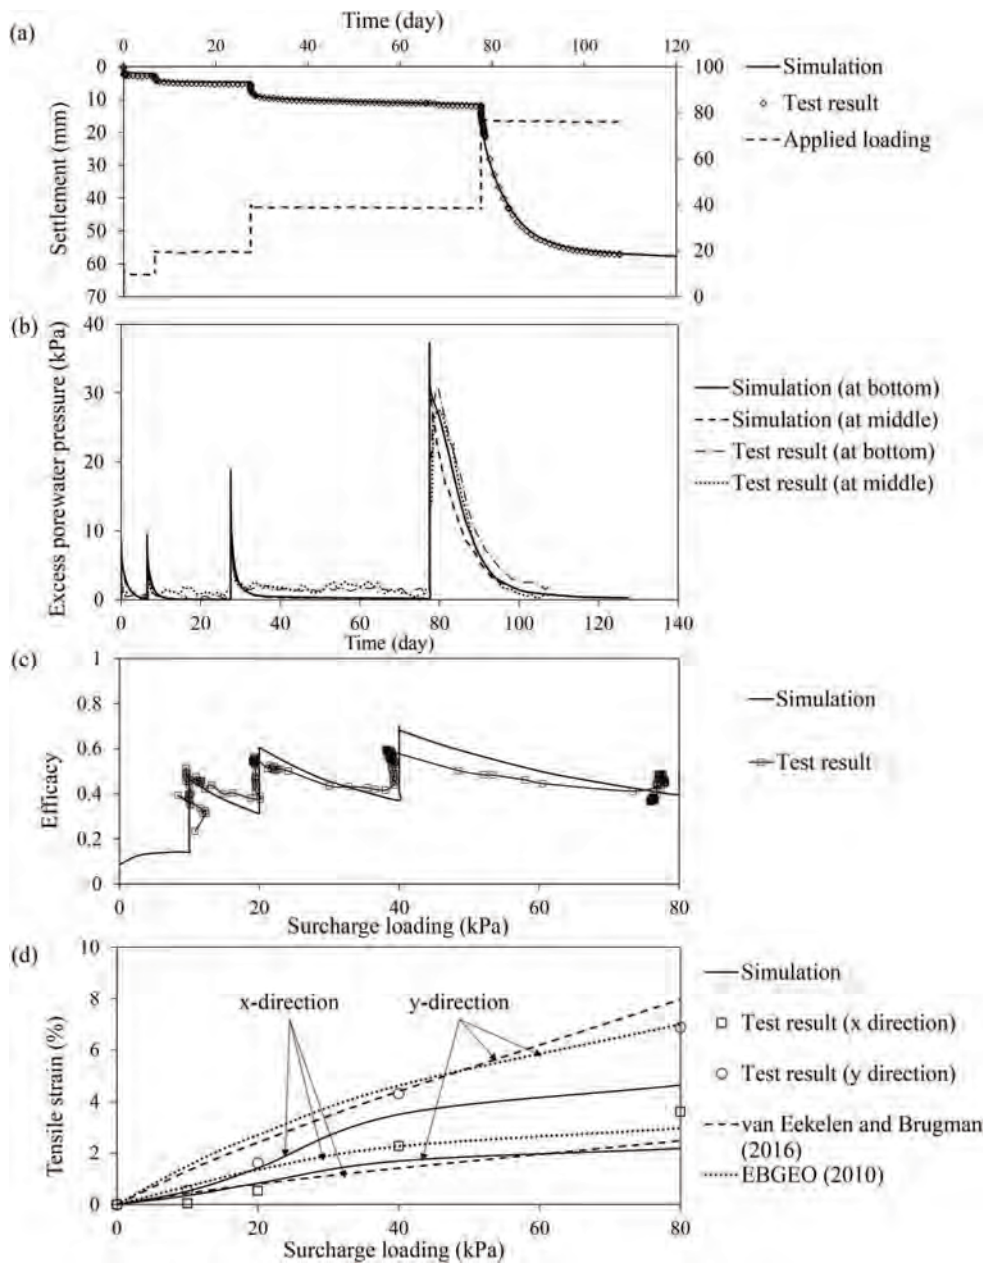 (a)
Time (day)
0 20 40 60 80 100 120
0 10 20 30 40 50 60 70
Settlement (mm)
100 80 60 40 20 0
Simulation
Test result
Applied loading
(b)
40 30 20 10 0
Excess porewater pressure (kPa)
0 20 40 60 80 100 120 140
Time (day)
Simulation (at bottom)
Simulation (at middle)
Test result (at bottom)
Test result (at middle)
(c)
1 0.8 0.6 0.4 0.2 0
Efficacy
0 20 40 60 80
Surcharge loading (kPa)
Simulation
Test result
(d)
10 8 6 4 2 0
Tensile strain (%)
x-direction
y-direction
0 20 40 60 80
Surcharge loading (kPa)
Simulation
Test result (x direction)
Test result (y direction)
van Eekelen and Brugman
(2016)
EBGEO (2010)